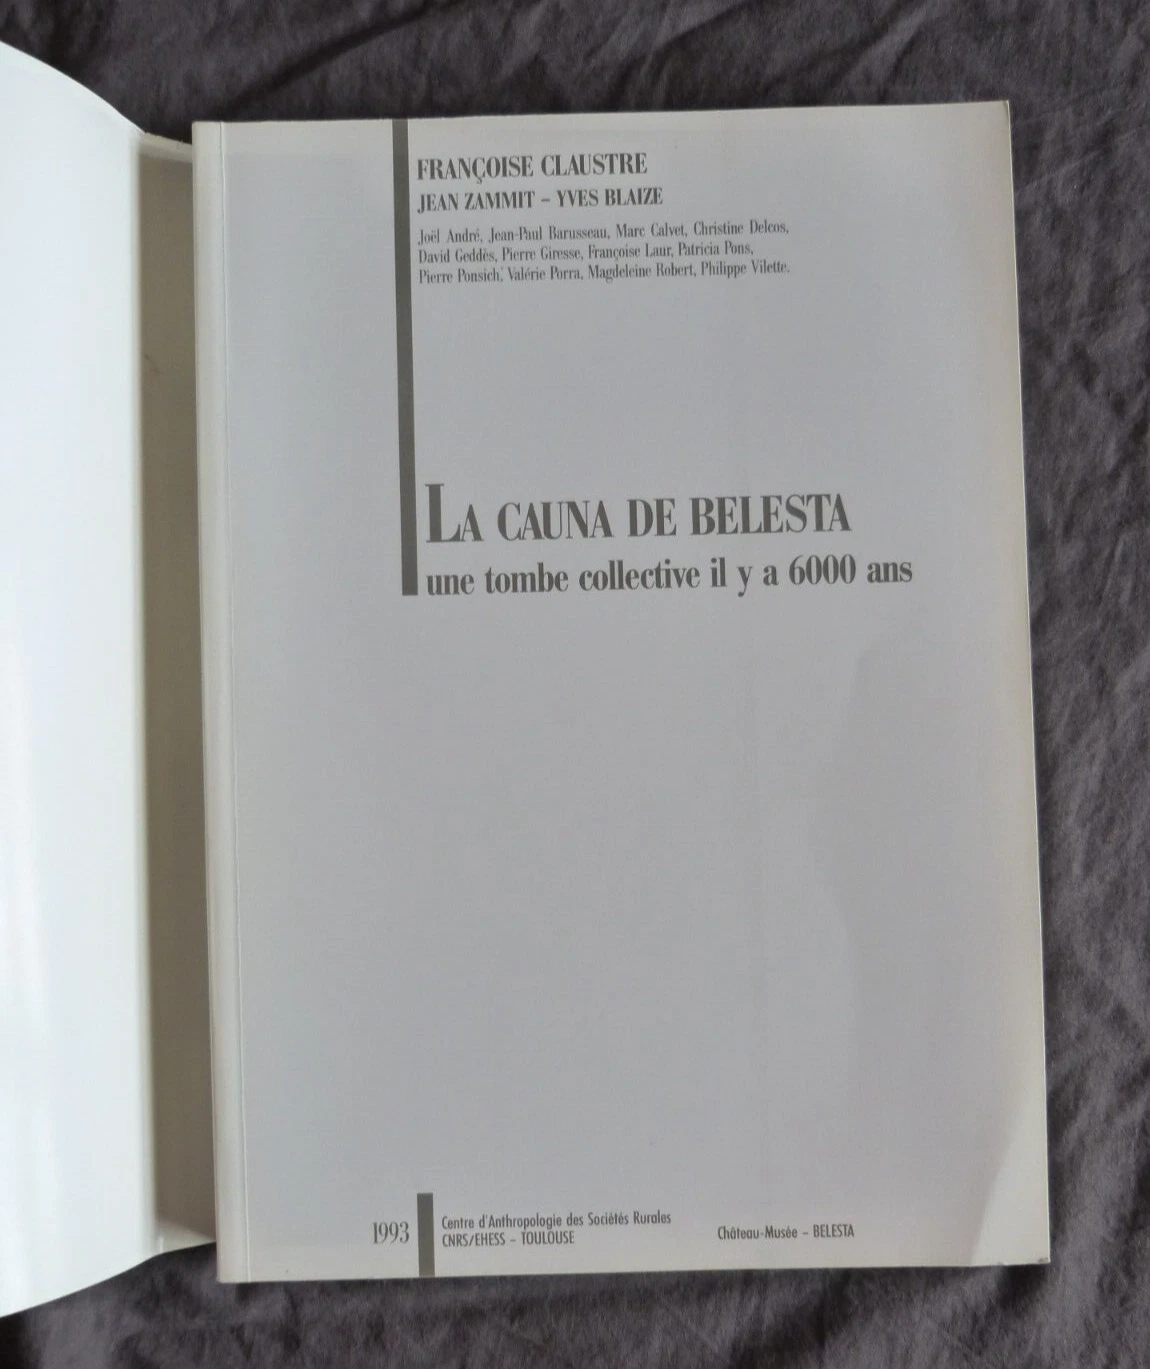 FRANÇOISE CLAUSTRE
JEAN ZAMMIT – YVES BLAIZE
Joël André, Jean-Paul Barusseau, Marc Calvet, Christine Delcos,
David Geddès, Pierre Giresse, Françoise Laur, Patricia Pons,
Pierre Ponsich, Valérie Porra, Magdeleine Robert, Philippe Vilette.
LA CAUNA DE BELESTA
une tombe collective il y a 6000 ans
1993
Centre d'Anthropologie des Sociétés Rurales
CNRS/EHESS – TOULOUSE
Château-Musée – BELESTA